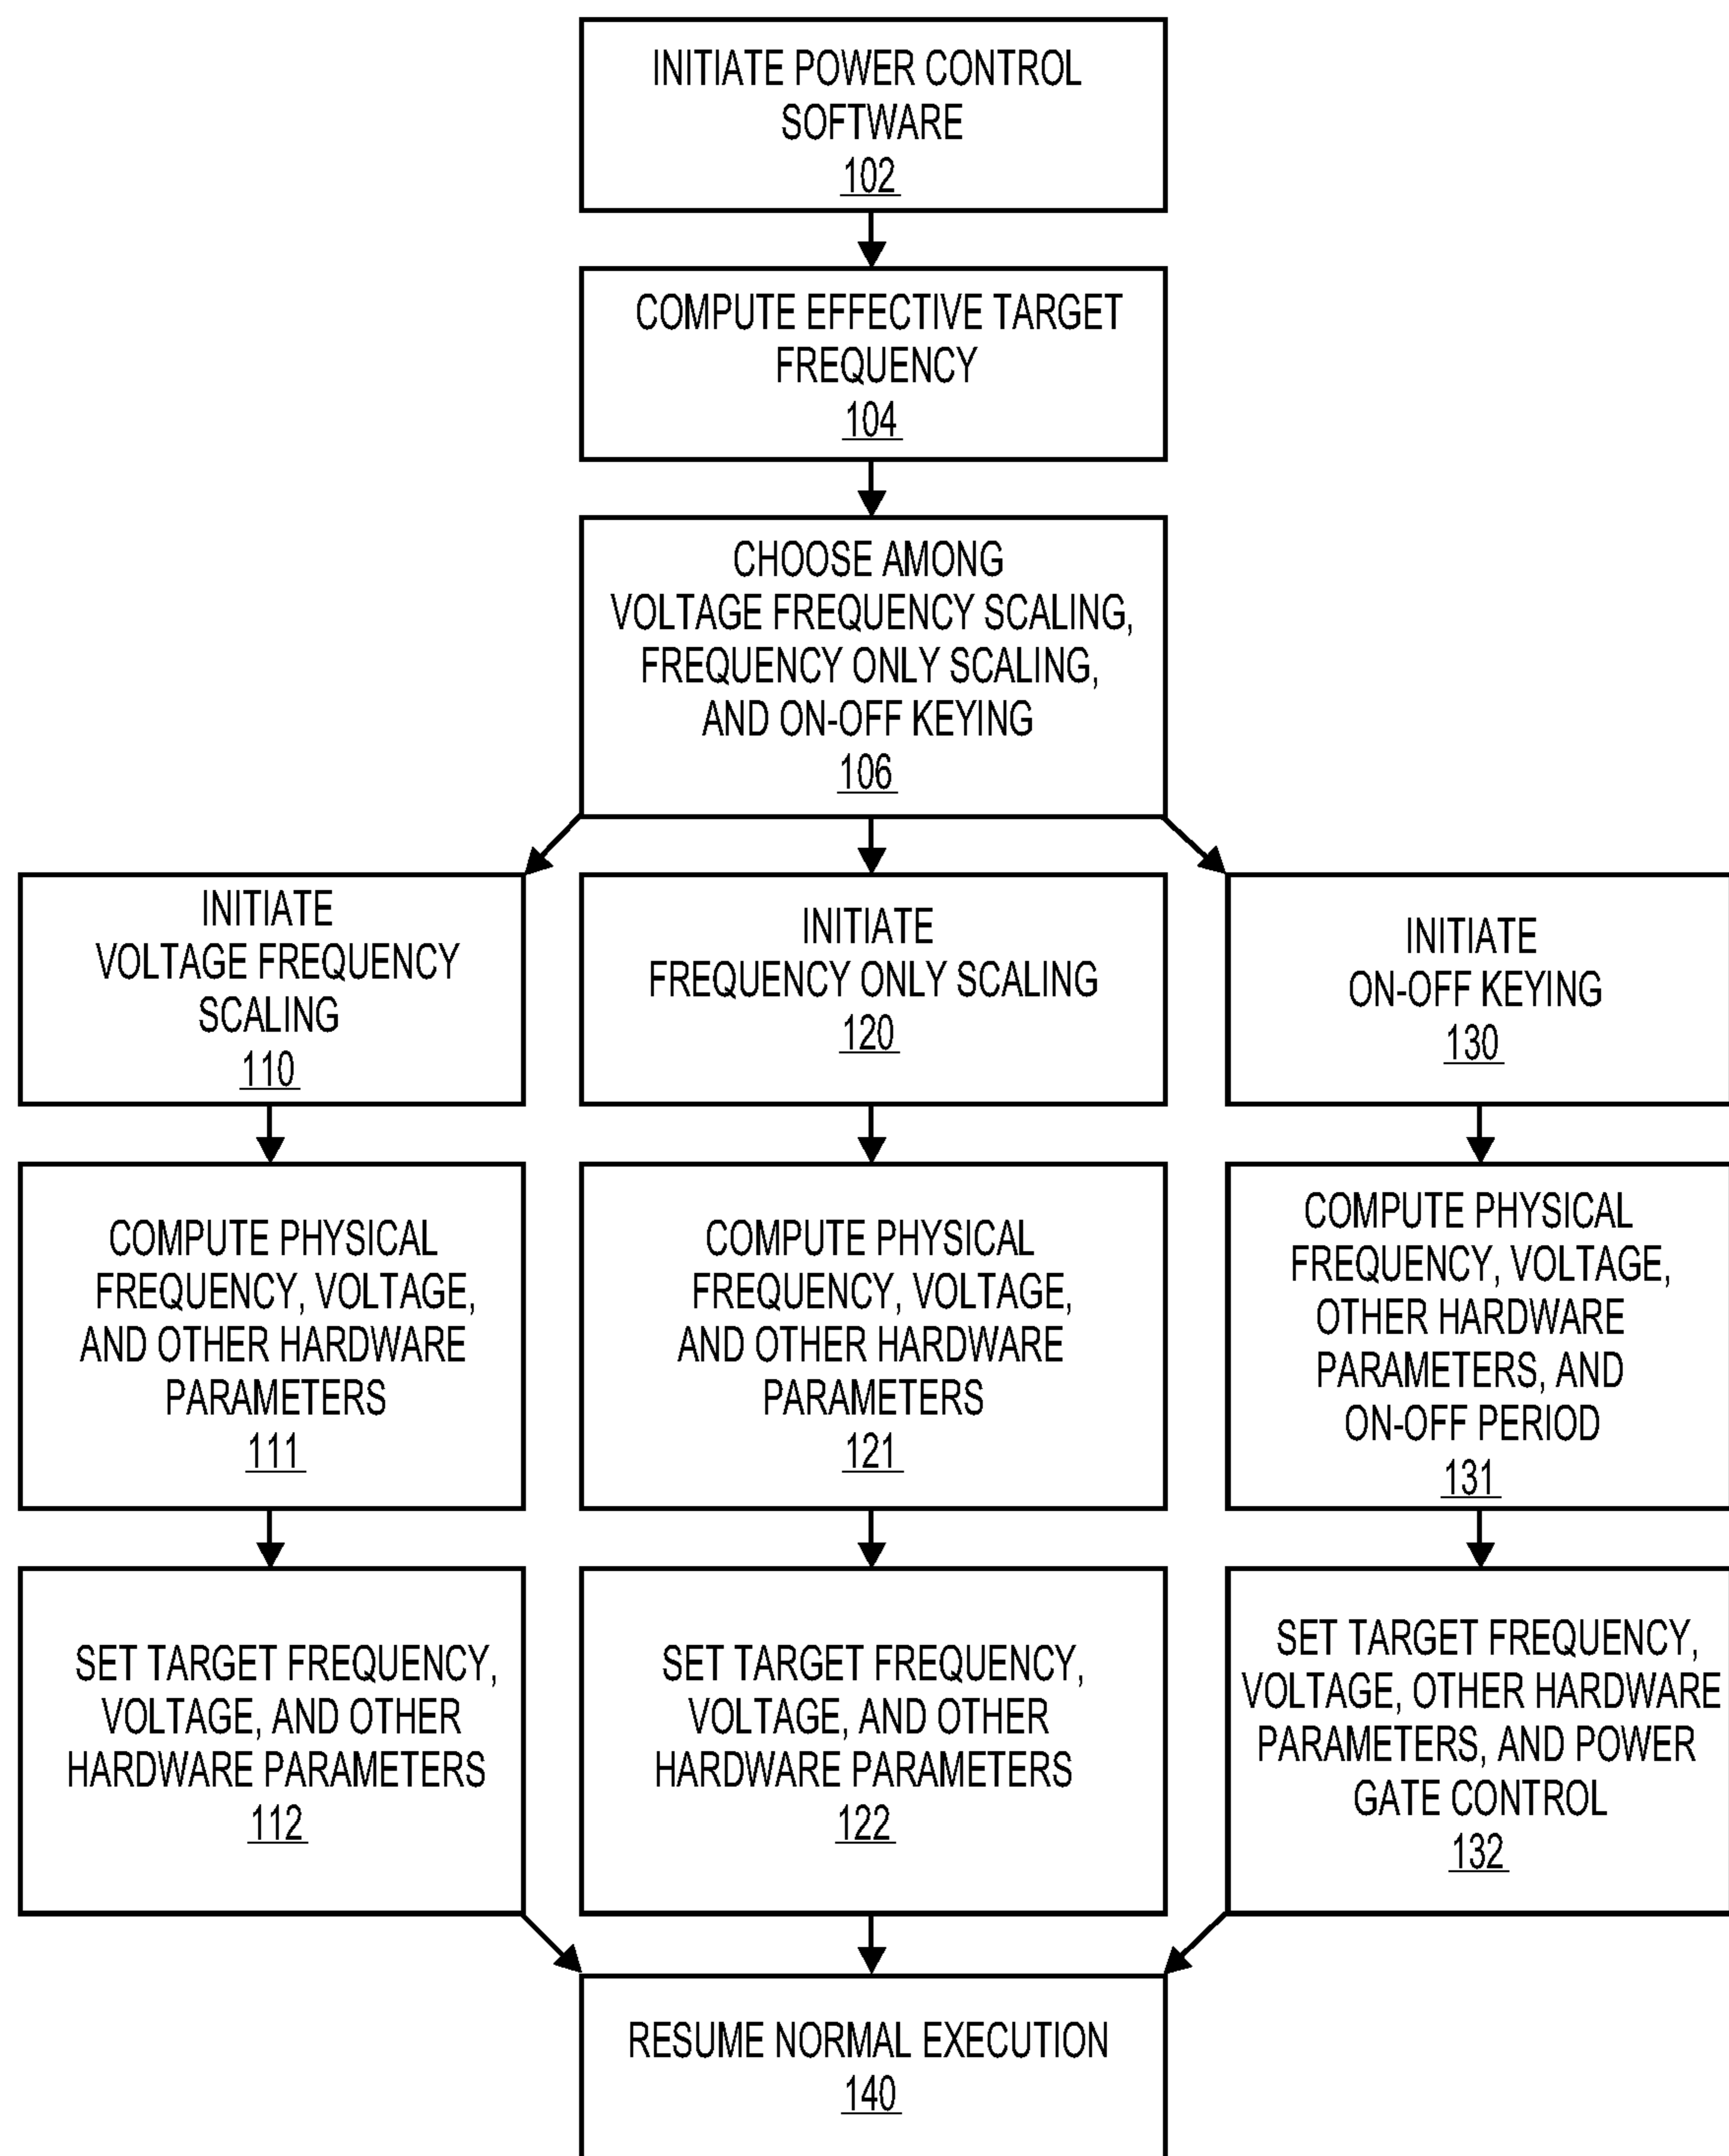 INITIATE POWER CONTROL
SOFTWARE
102
COMPUTE EFFECTIVE TARGET
FREQUENCY
104
CHOOSE AMONG
VOLTAGE FREQUENCY SCALING,
FREQUENCY ONLY SCALING,
AND ON-OFF KEYING
106
INITIATE
VOLTAGE FREQUENCY
SCALING
110
INITIATE
FREQUENCY ONLY SCALING
120
INITIATE
ON-OFF KEYING
130
COMPUTE PHYSICAL
FREQUENCY, VOLTAGE,
AND OTHER HARDWARE
PARAMETERS
111
COMPUTE PHYSICAL
FREQUENCY, VOLTAGE,
AND OTHER HARDWARE
PARAMETERS
121
COMPUTE PHYSICAL
FREQUENCY, VOLTAGE,
OTHER HARDWARE
PARAMETERS, AND
ON-OFF PERIOD
131
SET TARGET FREQUENCY,
VOLTAGE, AND OTHER
HARDWARE PARAMETERS
112
SET TARGET FREQUENCY,
VOLTAGE, AND OTHER
HARDWARE PARAMETERS
122
SET TARGET FREQUENCY,
VOLTAGE, OTHER HARDWARE
PARAMETERS, AND POWER
GATE CONTROL
132
RESUME NORMAL EXECUTION
140